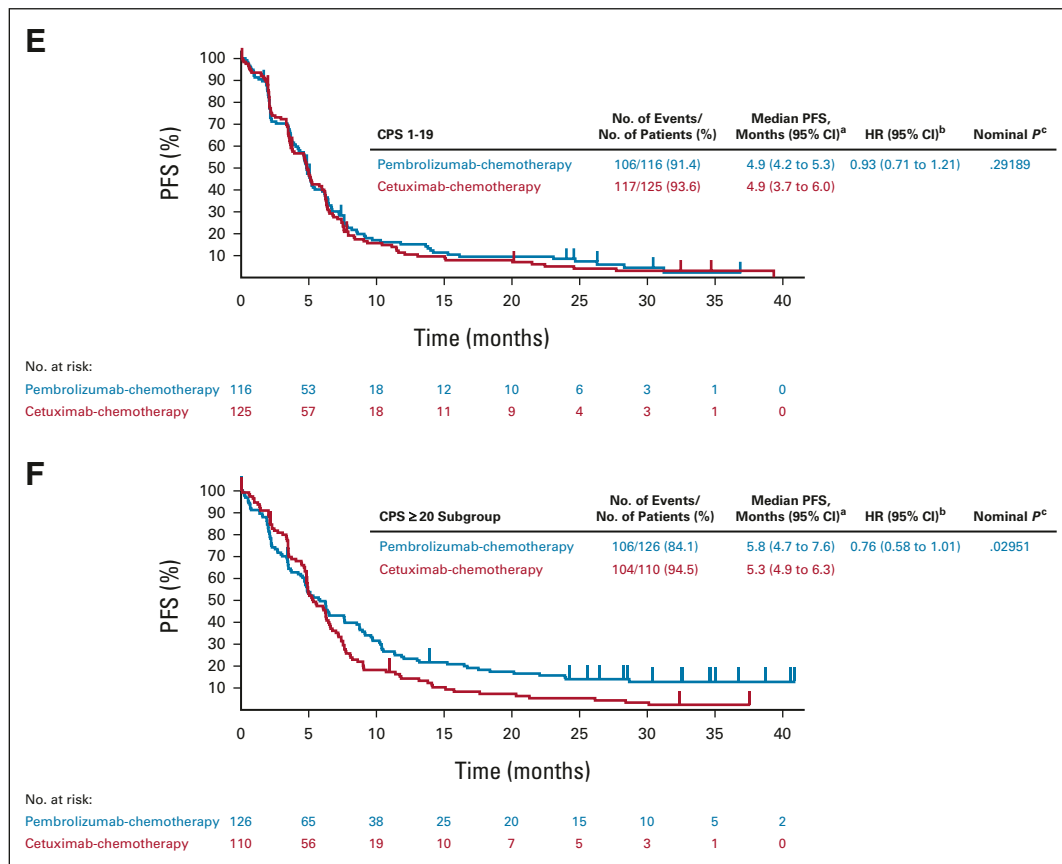 E
PFS (%)
100
90
80
70
60
50
40
30
20
10
CPS 1-19 No. of Events/ No. of Patients (%) Median PFS, Months (95% CI)a HR (95% CI)b Nominal P c
Pembrolizumab-chemotherapy 106/116 (91.4) 4.9 (4.2 to 5.3) 0.93 (0.71 to 1.21) .29189
Cetuximab-chemotherapy 117/125 (93.6) 4.9 (3.7 to 6.0)
0 5 10 15 20 25 30 35 40
Time (months)
No. at risk:
Pembrolizumab-chemotherapy 116 53 18 12 10 6 3 1 0
Cetuximab-chemotherapy 125 57 18 11 9 4 3 1 0
F
PFS (%)
100
90
80
70
60
50
40
30
20
10
CPS ≥ 20 Subgroup No. of Events/ No. of Patients (%) Median PFS, Months (95% CI)a HR (95% CI)b Nominal P c
Pembrolizumab-chemotherapy 106/126 (84.1) 5.8 (4.7 to 7.6) 0.76 (0.58 to 1.01) .02951
Cetuximab-chemotherapy 104/110 (94.5) 5.3 (4.9 to 6.3)
0 5 10 15 20 25 30 35 40
Time (months)
No. at risk:
Pembrolizumab-chemotherapy 126 65 38 25 20 15 10 5 2
Cetuximab-chemotherapy 110 56 19 10 7 5 3 1 0